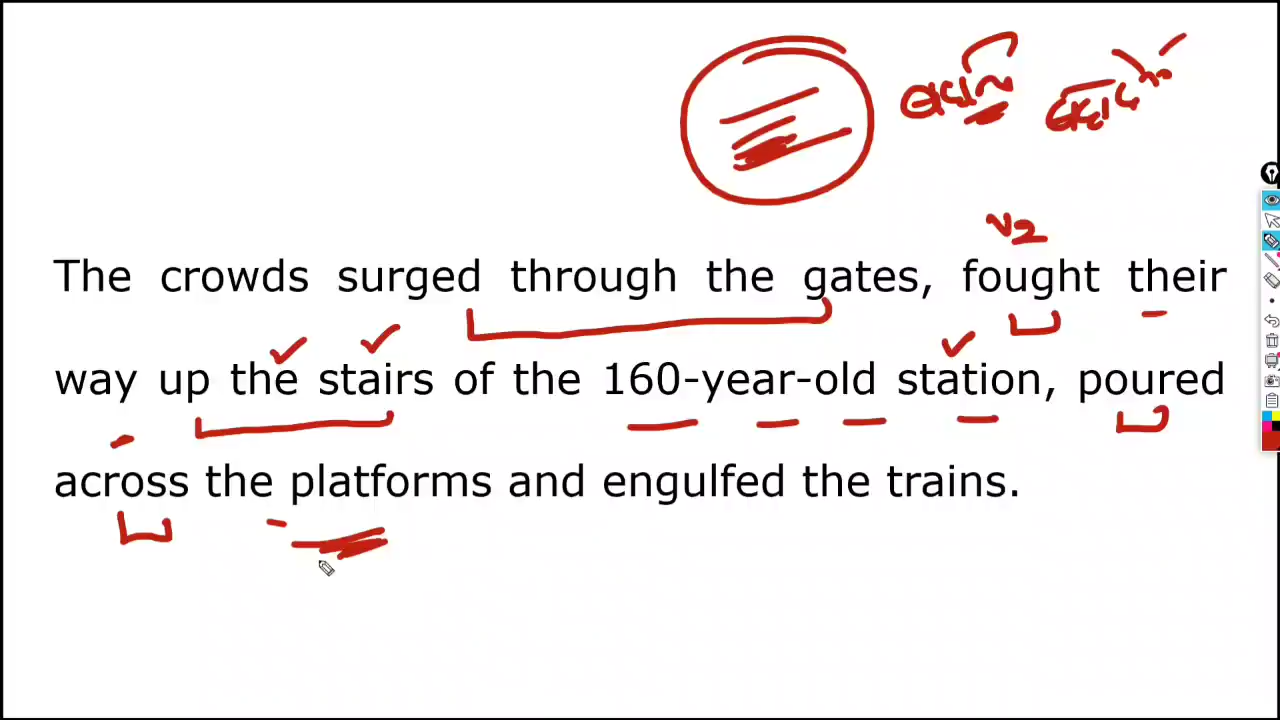 V2
The crowds surged through the gates, fought their
way up the stairs of the 160-year-old station, poured
across the platforms and engulfed the trains.